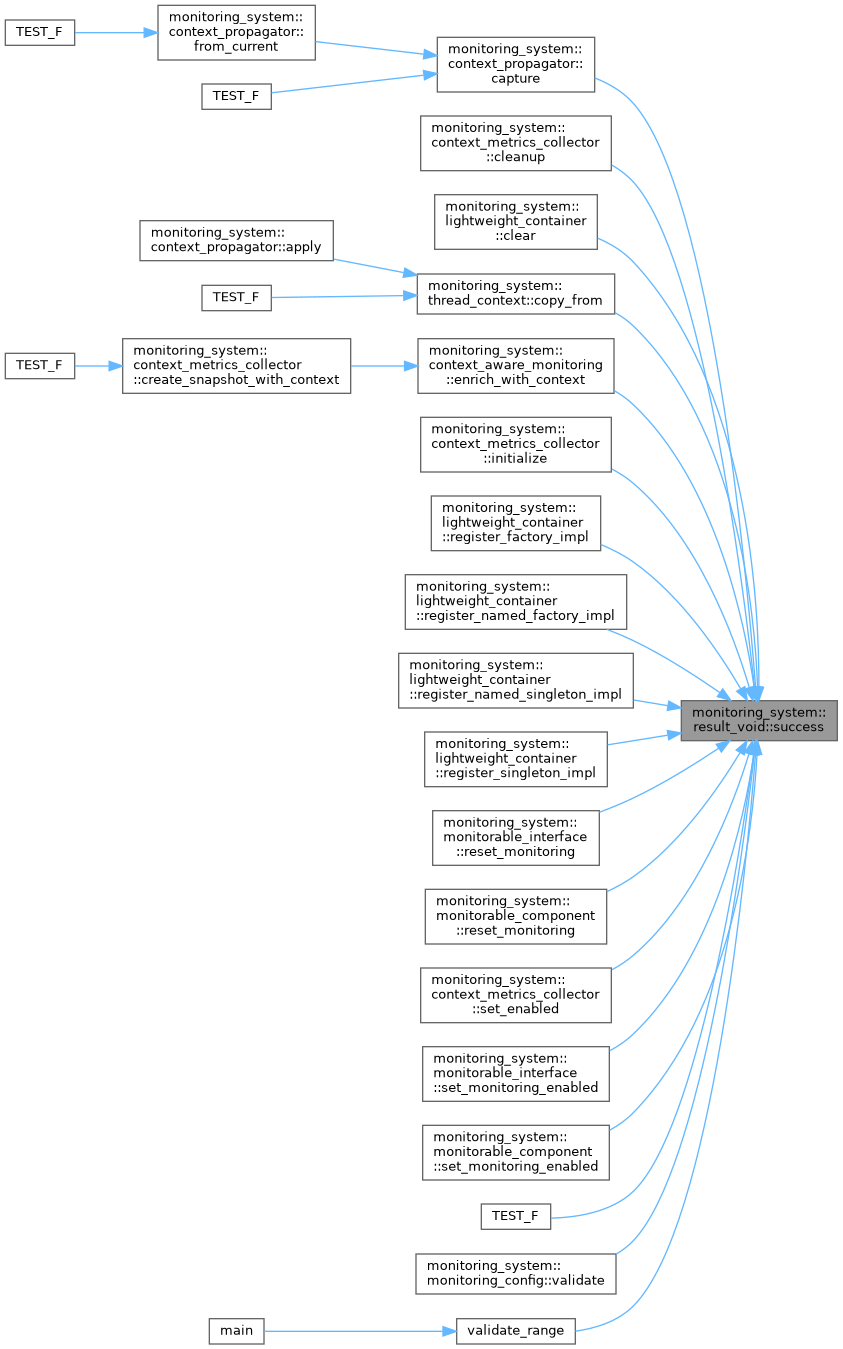 TEST_F
monitoring_system::
context_propagator::
from_current
monitoring_system::
context_propagator::
capture
TEST_F
monitoring_system::
context_metrics_collector
::cleanup
monitoring_system::
lightweight_container
::clear
monitoring_system::
context_propagator::apply
monitoring_system::
thread_context::copy_from
TEST_F
TEST_F
monitoring_system::
context_metrics_collector
::create_snapshot_with_context
monitoring_system::
context_aware_monitoring
::enrich_with_context
monitoring_system::
context_metrics_collector
::initialize
monitoring_system::
lightweight_container
::register_factory_impl
monitoring_system::
lightweight_container
::register_named_factory_impl
monitoring_system::
lightweight_container
::register_named_singleton_impl
monitoring_system::
result_void::success
monitoring_system::
lightweight_container
::register_singleton_impl
monitoring_system::
monitorable_interface
::reset_monitoring
monitoring_system::
monitorable_component
::reset_monitoring
monitoring_system::
context_metrics_collector
::set_enabled
monitoring_system::
monitorable_interface
::set_monitoring_enabled
monitoring_system::
monitorable_component
::set_monitoring_enabled
TEST_F
monitoring_system::
monitoring_config::validate
main
validate_range